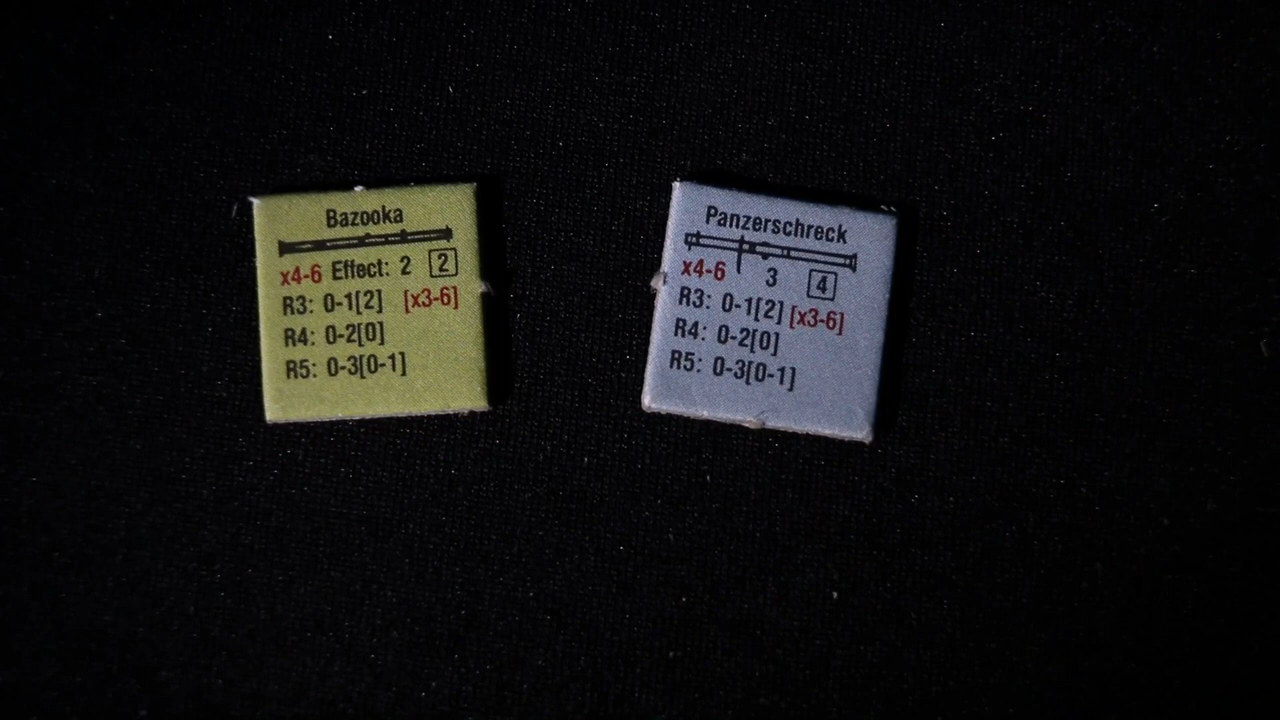 Bazooka
x4-6 Effect: 2 2
R3: 0-1[2] [x3-6]
R4: 0-2[0]
R5: 0-3[0-1]
Panzerschreck
x4-6 3 4
R3: 0-1[2] [x3-6]
R4: 0-2[0]
R5: 0-3[0-1]